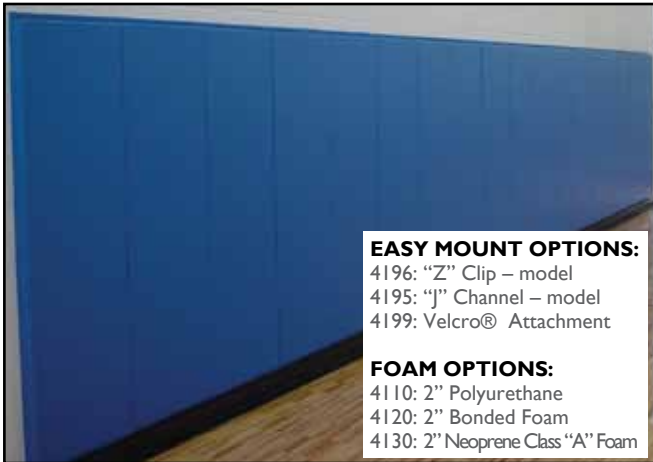 EASY MOUNT OPTIONS:
4196: “Z” Clip – model
4195: “J” Channel – model
4199: Velcro® Attachment
FOAM OPTIONS:
4110: 2” Polyurethane
4120: 2” Bonded Foam
4130: 2” Neoprene Class “A” Foam